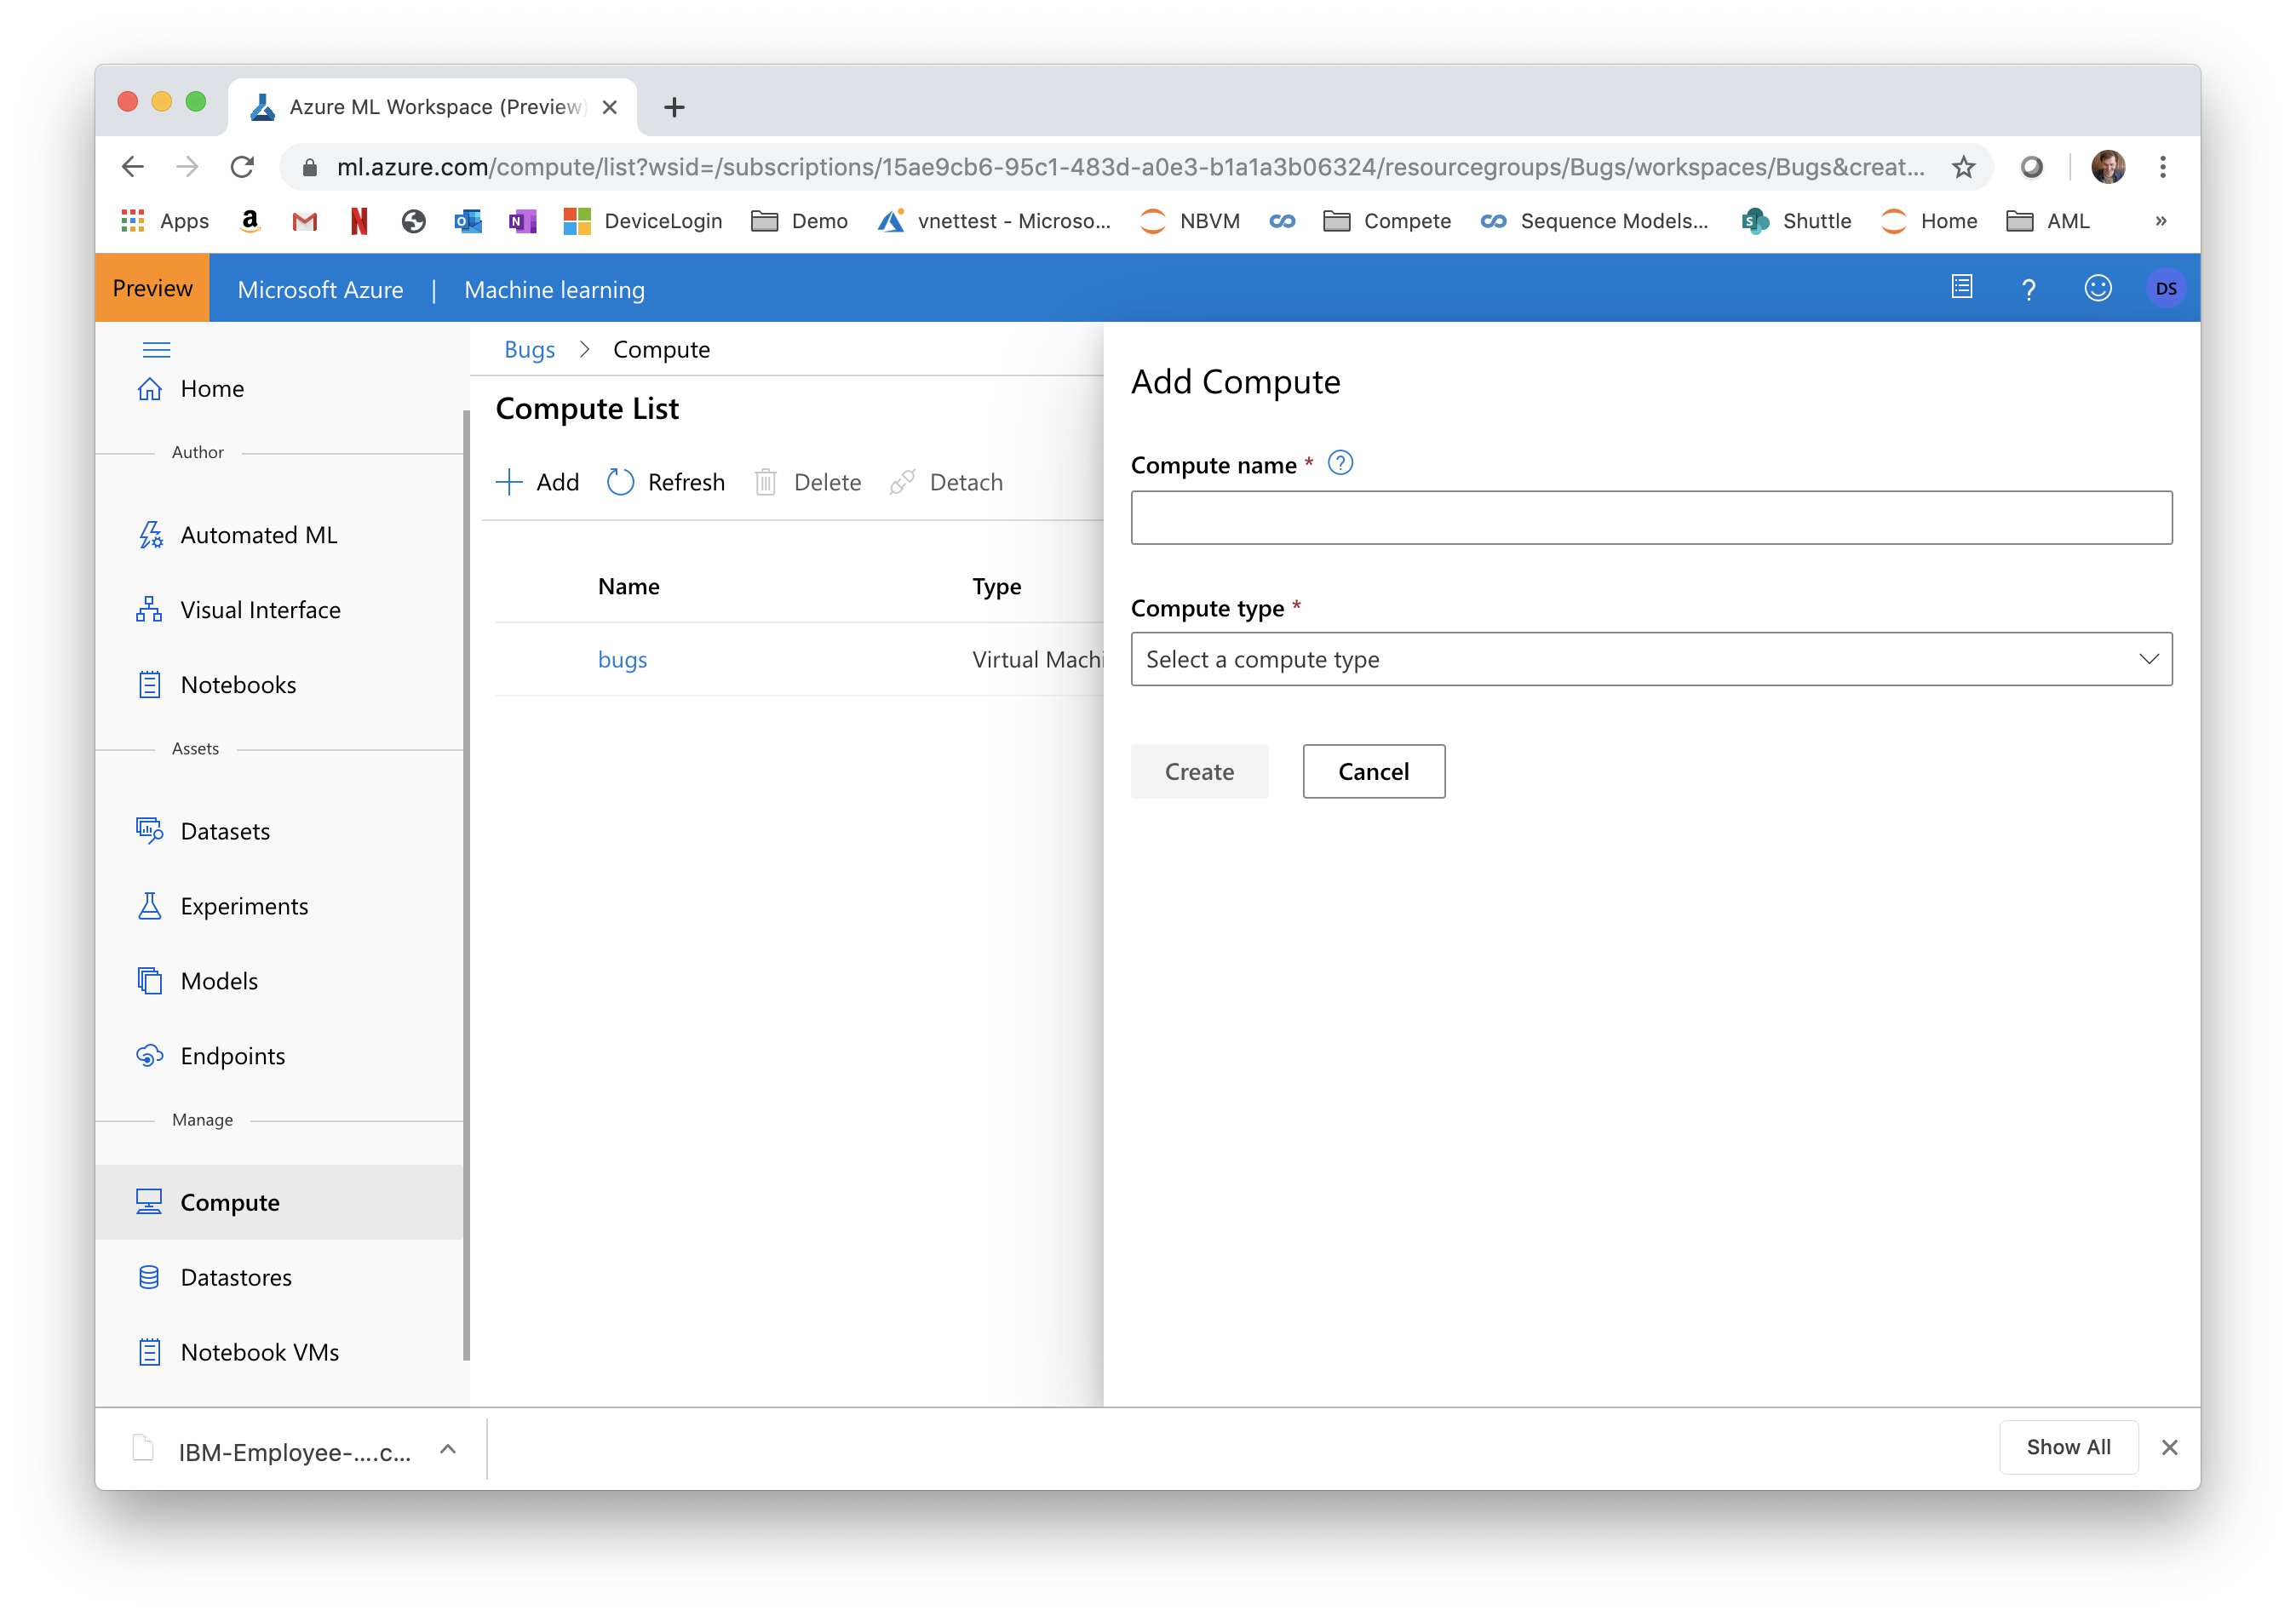 Azure ML Workspace (Preview)
ml.azure.com/compute/list?wsid=/subscriptions/15ae9cb6-95c1-483d-a0e3-b1a1a3b06324/resourcegroups/Bugs/workspaces/Bugs&creat...
Apps DeviceLogin Demo vnettest - Microso... NBVM Compete Sequence Models... Shuttle Home AML »
Preview Microsoft Azure | Machine learning ? DS
Home
Author
Automated ML
Visual Interface
Notebooks
Assets
Datasets
Experiments
Models
Endpoints
Manage
Compute
Datastores
Notebook VMs
Bugs > Compute
Compute List
Add Refresh Delete Detach
Name Type
bugs Virtual Machi
Add Compute
Compute name * ?
Compute type *
Select a compute type
Create Cancel
IBM-Employee-....c... Show All